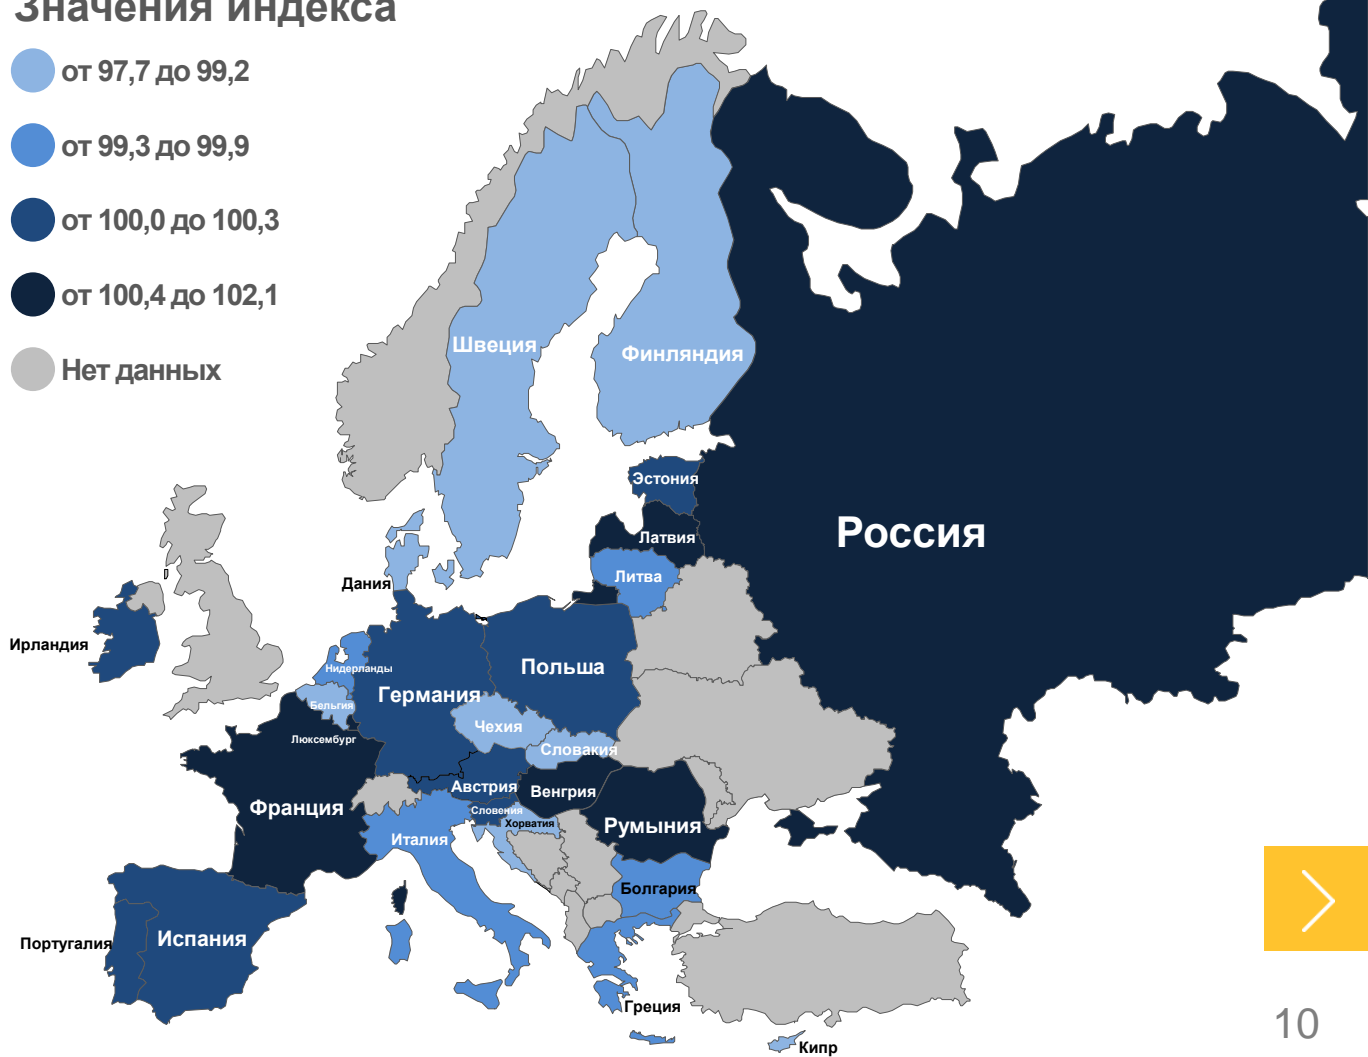 Значения индекса
от 97,7 до 99,2
от 99,3 до 99,9
от 100,0 до 100,3
от 100,4 до 102,1
Нет данных
Швеция
Финляндия
Эстония
Россия
Латвия
Литва
Дания
Ирландия
Нидерланды
Польша
Германия
Бельгия
Чехия
Люксембург
Словакия
Австрия
Венгрия
Франция
Словения
Хорватия
Румыния
Италия
Болгария
Испания
Португалия
Греция
Кипр
10